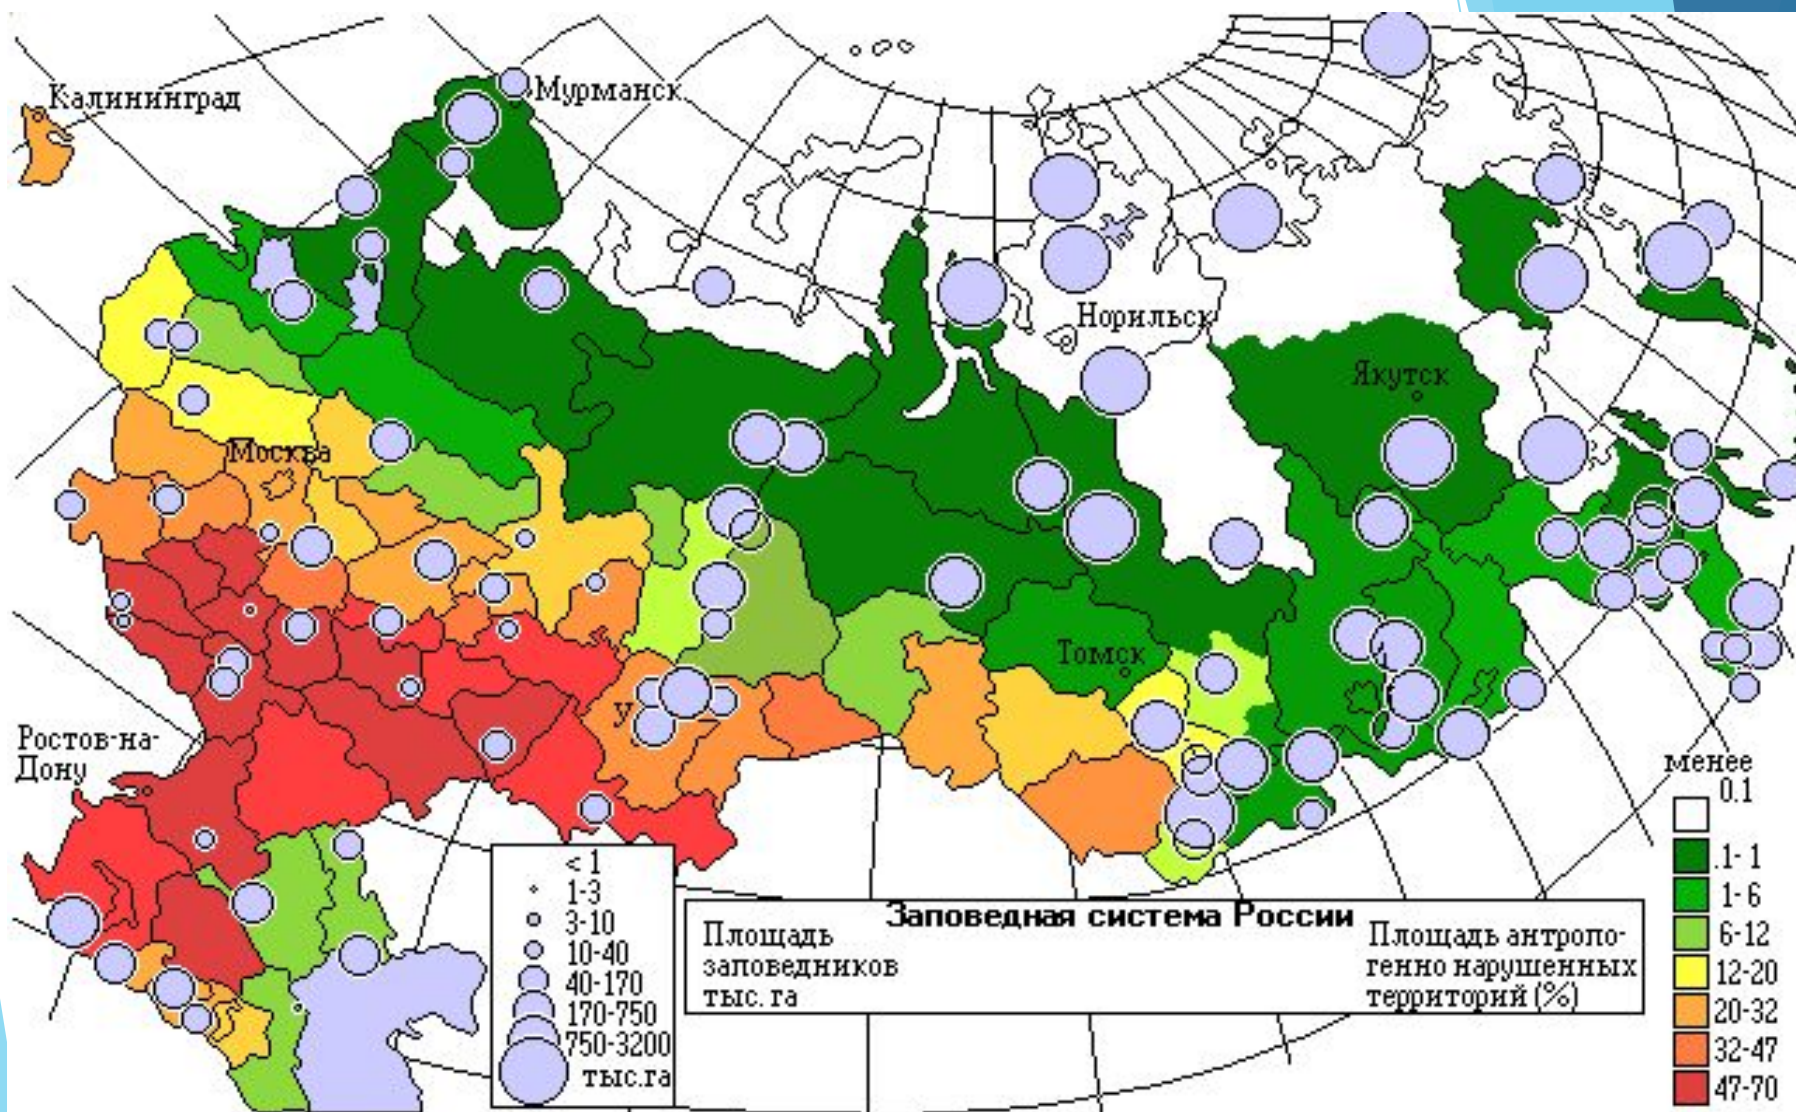 Калининград
Мурманск
Норильск
Якутск
Москва
Томск
У
Ростов-на-
Дону
менее
0.1
.1-1
1-6
6-12
12-20
20-32
32-47
47-70
< 1
1-3
3-10
10-40
40-170
170-750
750-3200
тыс.га
Заповедная система России
Площадь
заповедников
тыс. га
Площадь антропо-
генно нарушенных
территорий (%)